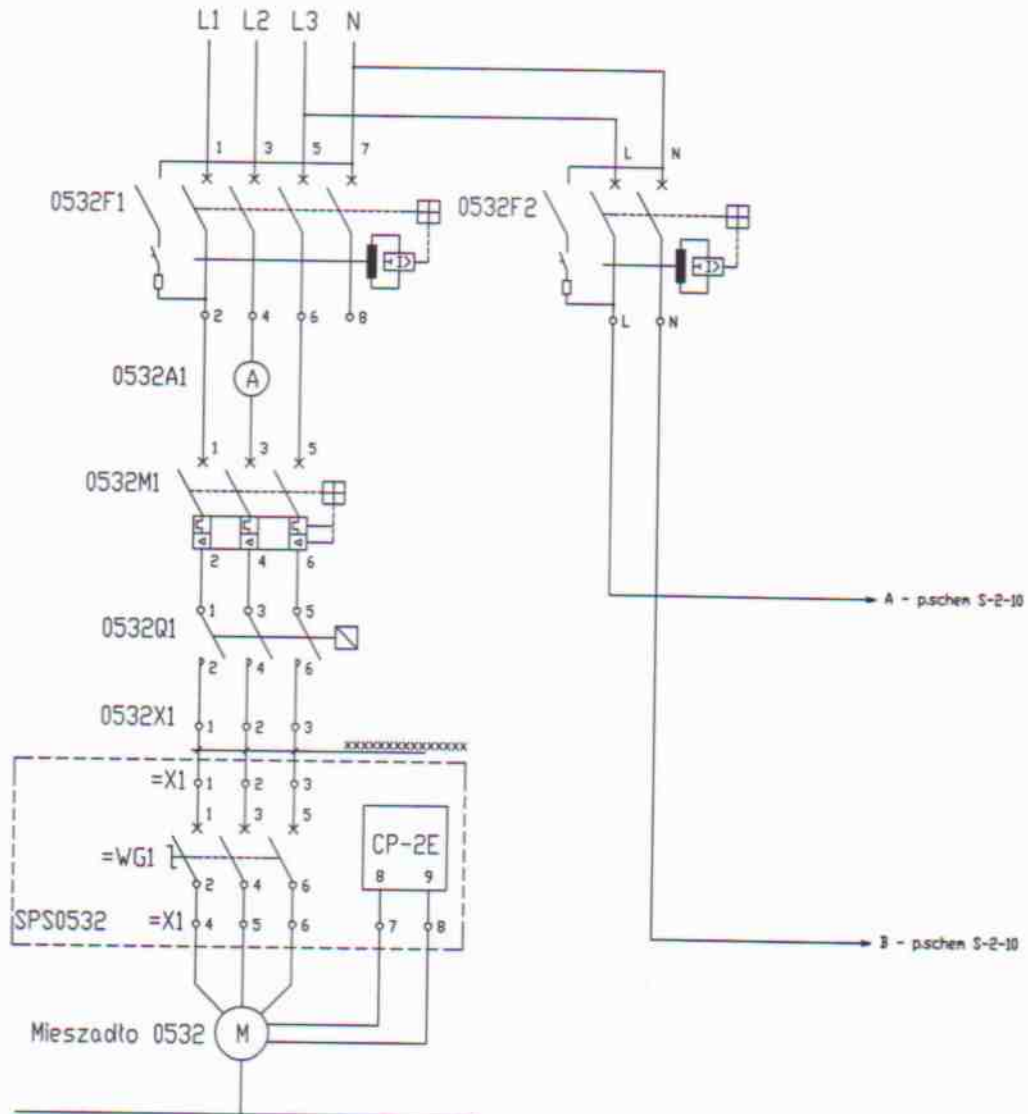 L1 L2 L3 N
1 3 5 7 L N
0532F1 0532F2
2 4 6 8 L N
0532A1 A
1 3 5
0532M1
2 4 6
1 3 5
A - p.schem S-2-10
0532Q1
2 4 6
0532X1 1 2 3
xxxxxxxxxxxxxxx
=X1 1 2 3
1 3 5
CP-2E
=WG1
8 9
2 4 6
SPS0532 =X1 4 5 6 7 8
B - p.schem S-2-10
Mieszadło 0532 M